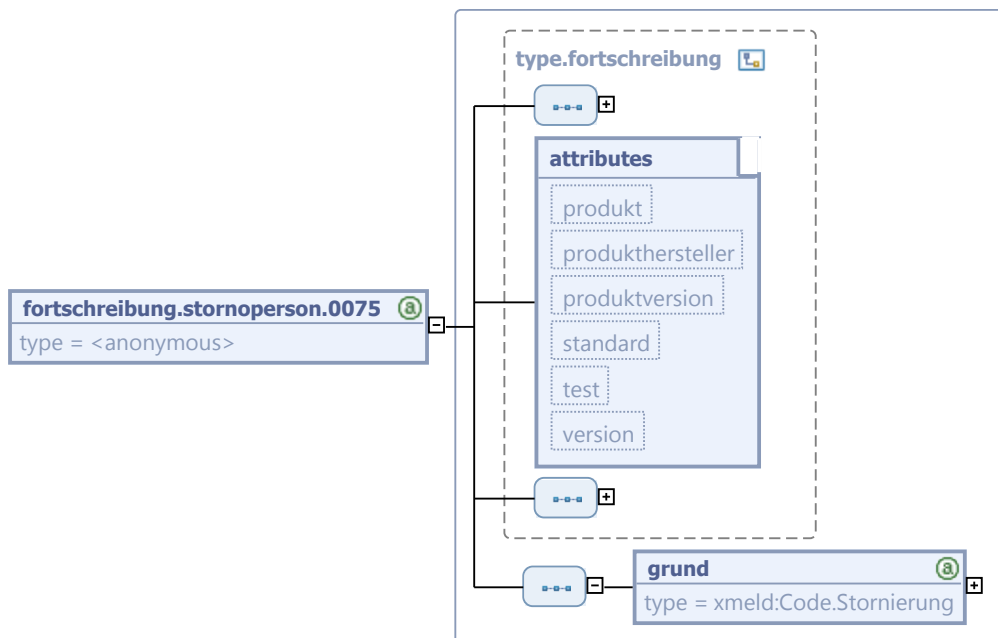 type.fortschreibung
attributes
produkt
produkthersteller
produktversion
standard
test
version
fortschreibung.stornoperson.0075
type = <anonymous>
grund
type = xmeld:Code.Stornierung